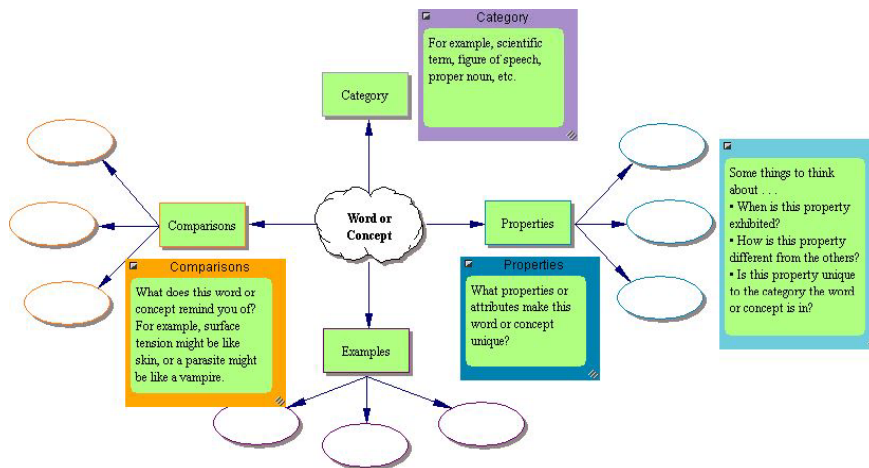 Category
For example, scientific
term, figure of speech,
proper noun, etc.
Category
Some things to think
about . . .
▪ When is this property
exhibited?
▪ How is this property
different from the others?
▪ Is this property unique
to the category the word
or concept is in?
Comparisons
Word or
Concept
Properties
Comparisons
What does this word or
concept remind you of?
For example, surface
tension might be like
skin, or a parasite might
be like a vampire.
Properties
What properties or
attributes make this
word or concept
unique?
Examples